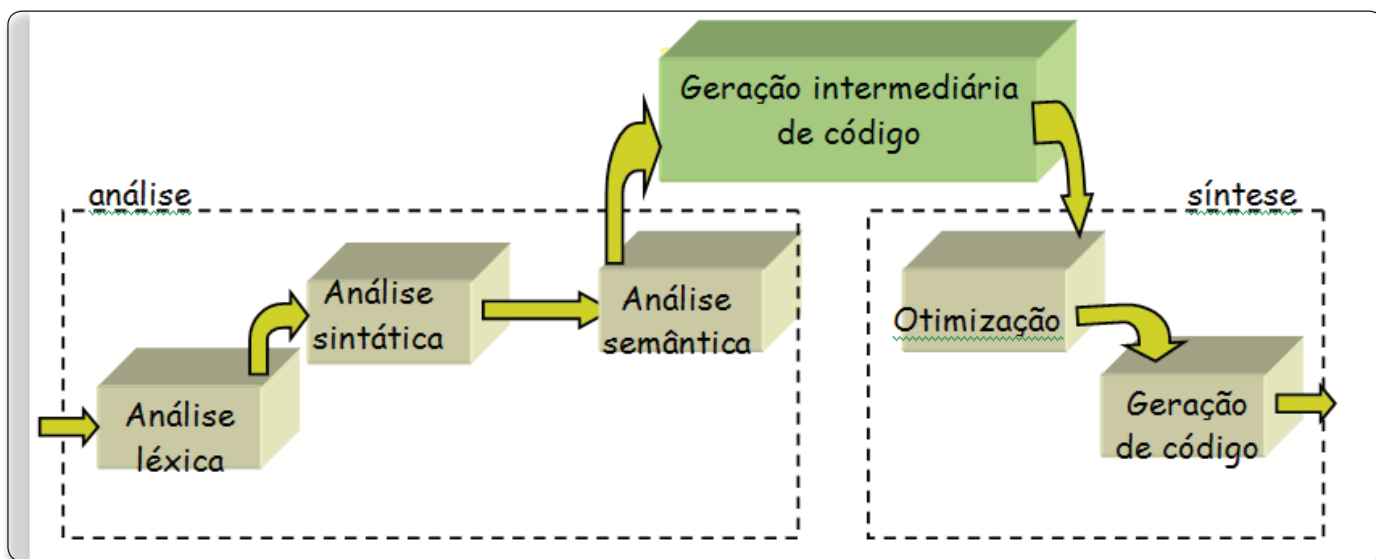 Geração intermediária
de código
análise
síntese
Análise
sintática
Análise
semântica
Otimização
Análise
léxica
Geração
de código